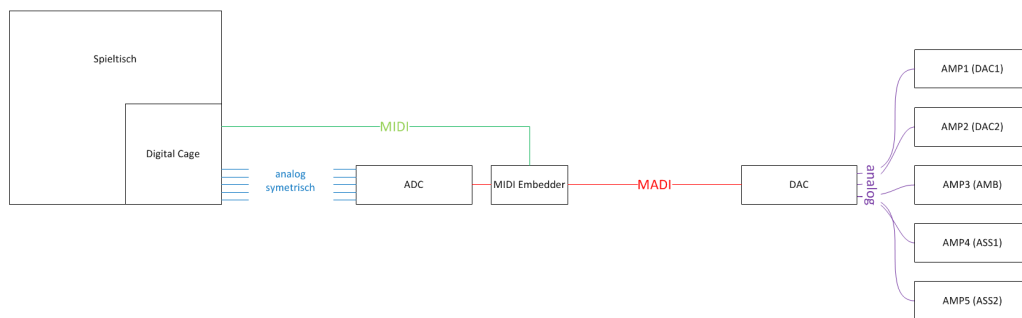 Spieltisch
Digital Cage
MIDI
analog
symetrisch
ADC
MIDI Embedder
MADI
DAC
analog
AMP1 (DAC1)
AMP2 (DAC2)
AMP3 (AMB)
AMP4 (ASS1)
AMP5 (ASS2)